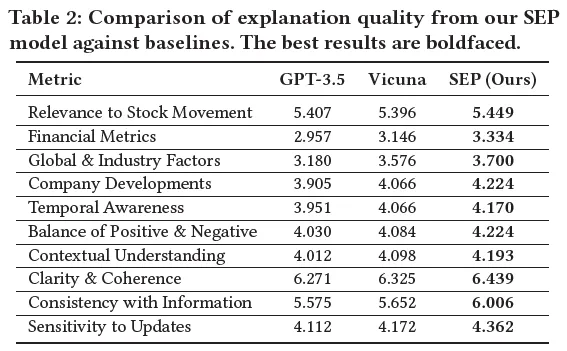 Table 2: Comparison of explanation quality from our SEP
model against baselines. The best results are boldfaced.
Metric GPT-3.5 Vicuna SEP (Ours)
Relevance to Stock Movement 5.407 5.396 5.449
Financial Metrics 2.957 3.146 3.334
Global & Industry Factors 3.180 3.576 3.700
Company Developments 3.905 4.066 4.224
Temporal Awareness 3.951 4.066 4.170
Balance of Positive & Negative 4.030 4.084 4.224
Contextual Understanding 4.012 4.098 4.193
Clarity & Coherence 6.271 6.325 6.439
Consistency with Information 5.575 5.652 6.006
Sensitivity to Updates 4.112 4.172 4.362